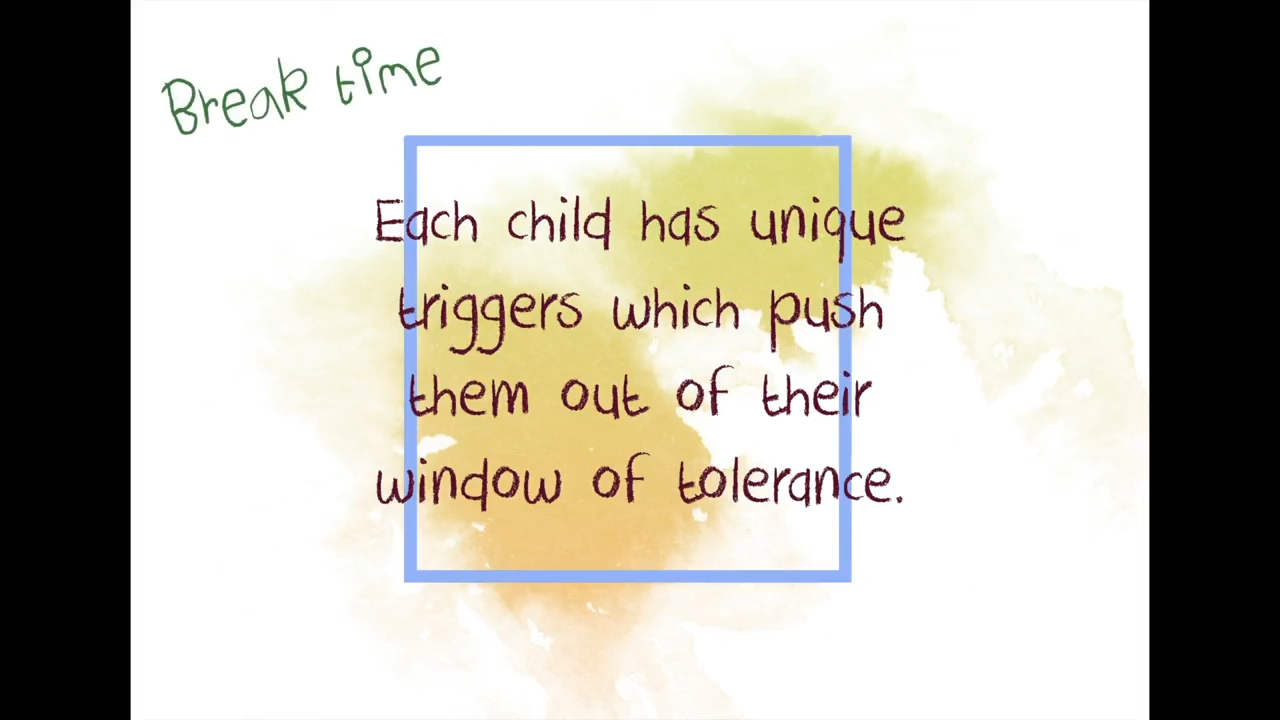 Break time
Each child has unique
triggers which push
them out of their
window of tolerance.